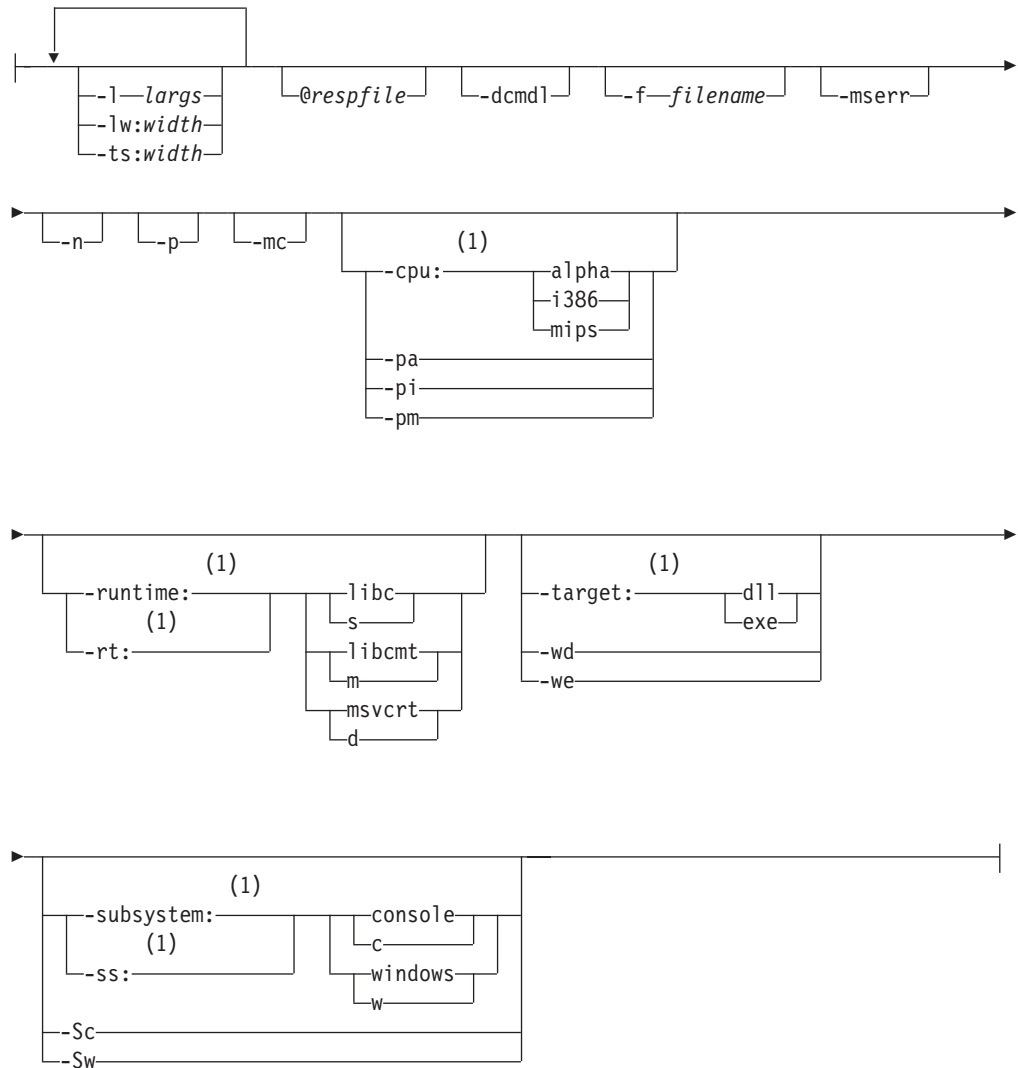 -l largs
@respfile
-dcmdl
-f filename
-mserr
-lw:width
-ts:width
-n
-p
-mc
(1)
-cpu: alpha
i386
mips
-pa
-pi
-pm
(1)
-runtime: libc
(1)
s
-rt:
libcmt
m
msvcrt
d
(1)
-target: dll
exe
-wd
-we
(1)
-subsystem: console
(1)
c
-ss:
windows
w
-Sc
-Sw